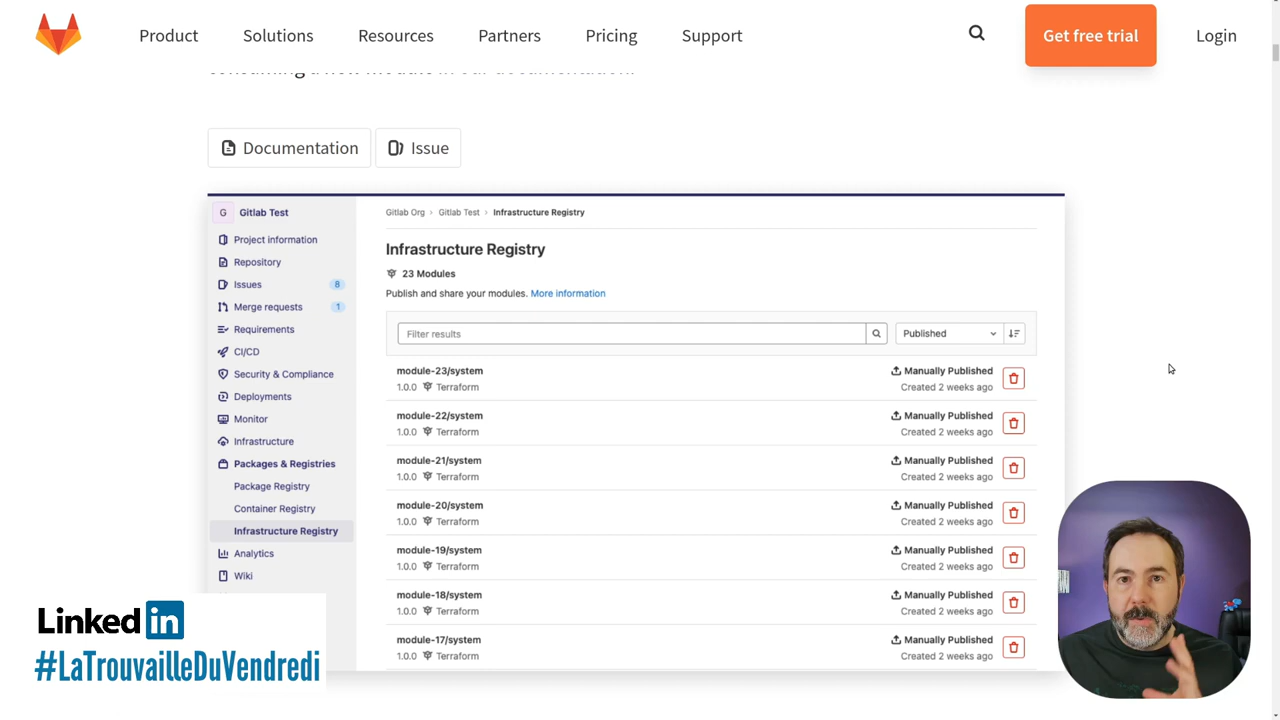 Product
Solutions
Resources
Partners
Pricing
Support
Get free trial
Login
consuming a new module in our documentation.
Documentation
Issue
G Gitlab Test
Project information
Repository
Issues 8
Merge requests 1
Requirements
CI/CD
Security & Compliance
Deployments
Monitor
Infrastructure
Packages & Registries
Package Registry
Container Registry
Infrastructure Registry
Analytics
Wiki
Gitlab Org › Gitlab Test › Infrastructure Registry
Infrastructure Registry
23 Modules
Publish and share your modules. More information
Filter results
Published
module-23/system
Manually Published
1.0.0 Terraform
Created 2 weeks ago
module-22/system
Manually Published
1.0.0 Terraform
Created 2 weeks ago
module-21/system
Manually Published
1.0.0 Terraform
Created 2 weeks ago
module-20/system
Manually Published
1.0.0 Terraform
Created 2 weeks ago
module-19/system
Manually Published
1.0.0 Terraform
Created 2 weeks ago
module-18/system
Manually Published
1.0.0 Terraform
Created 2 weeks ago
module-17/system
Manually Published
1.0.0 Terraform
Created 2 weeks ago
Linked in
#LaTrouvailleDuVendredi